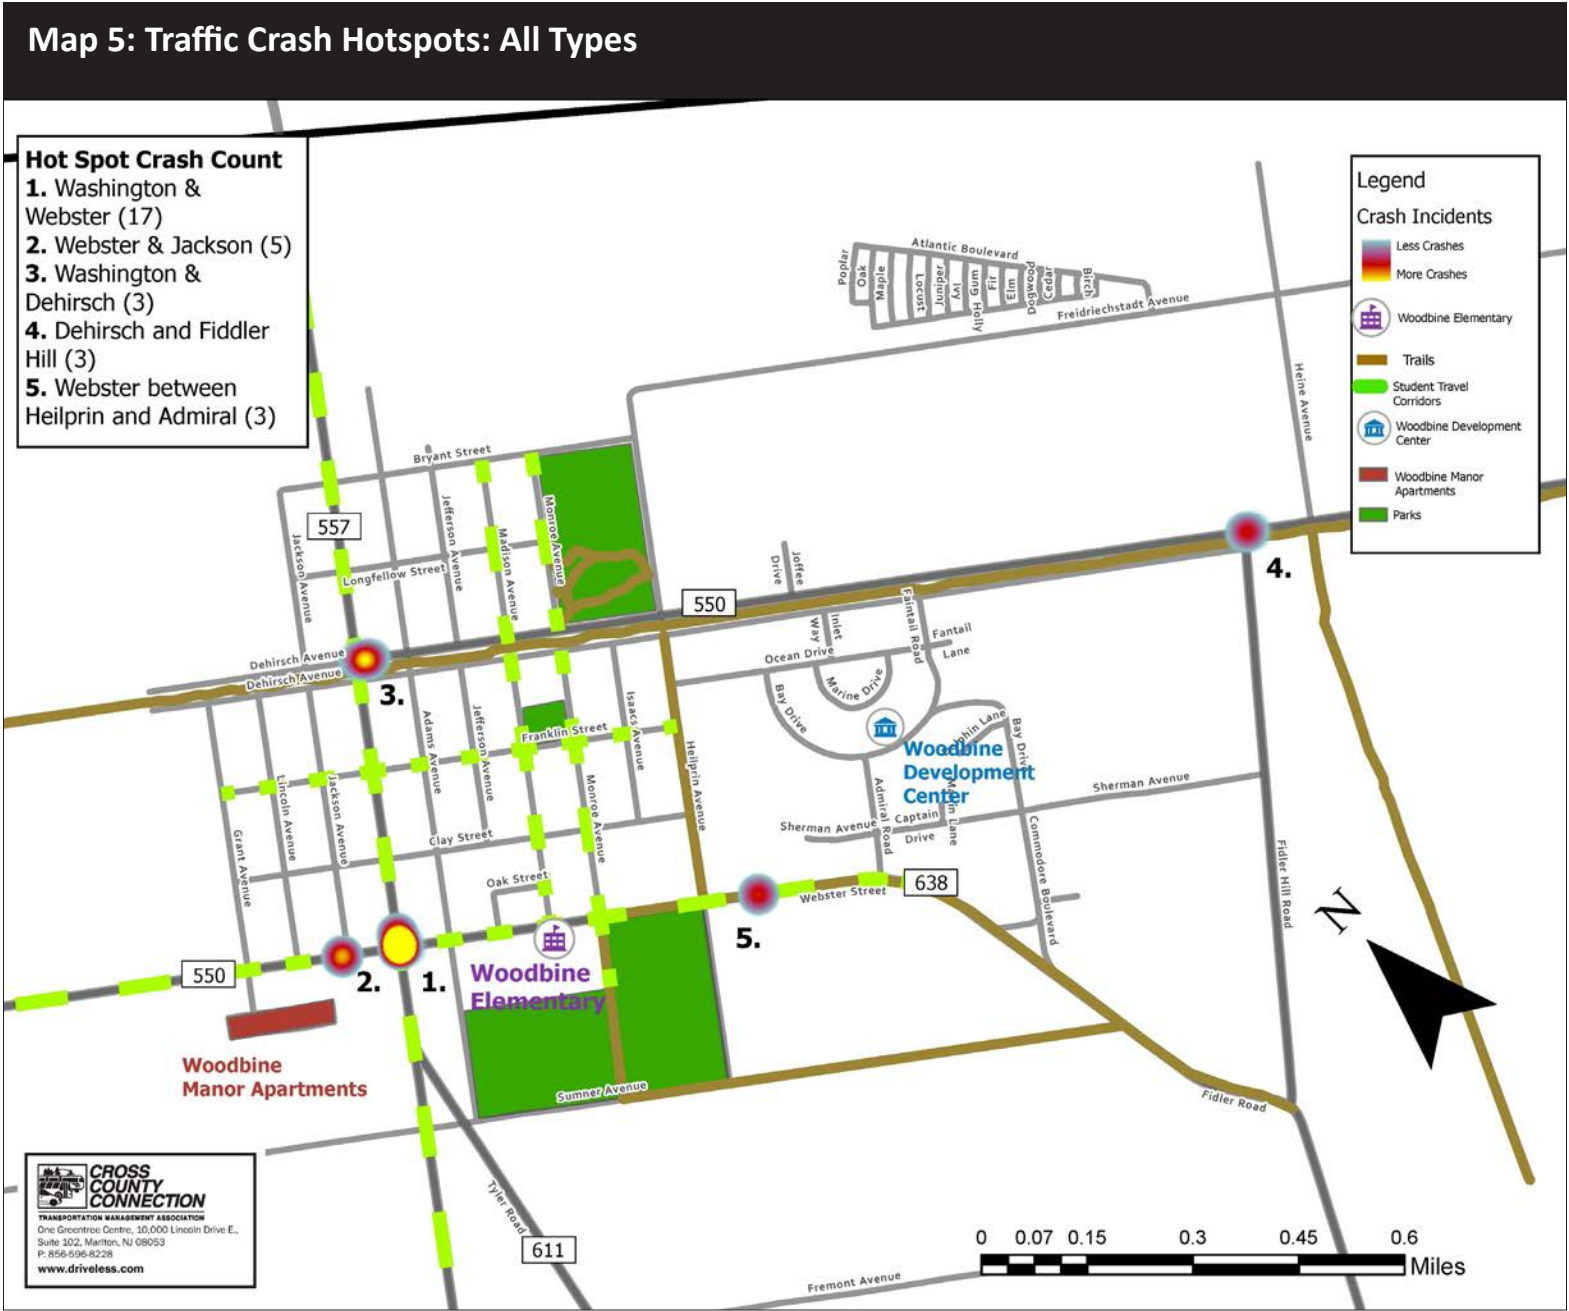 Map 5: Traffic Crash Hotspots: All Types
Hot Spot Crash Count
1. Washington &
Webster (17)
2. Webster & Jackson (5)
3. Washington &
Dehirsch (3)
4. Dehirsch and Fiddler
Hill (3)
5. Webster between
Heilprin and Admiral (3)
Legend
Crash Incidents
Less Crashes
More Crashes
Woodbine Elementary
Trails
Student Travel
Corridors
Woodbine Development
Center
Woodbine Manor
Apartments
Parks
Atlantic Boulevard
Poplar
Oak
Maple
Locust
Juniper
Ivy
Gum
Holly
Fir
Elm
Dogwood
Cedar
Birch
Freidriechstadt Avenue
Heine Avenue
Bryant Street
557
Jackson Avenue
Longfellow Street
Jefferson Avenue
Madison Avenue
Monroe Avenue
550
Joffee
Drive
4.
Dehirsch Avenue
Dehirsch Avenue
3.
Inlet
Way
Faintail Road
Fantail
Lane
Ocean Drive
Marine Drive
Bay Drive
Bay Drive
Adams Avenue
Jefferson Avenue
Franklin Street
Isaacs Avenue
Heilprin Avenue
Woodbine
Development
Center
Sherman Avenue
Sherman Avenue
Captain
Drive
Admiral Road
Commodore Boulevard
Lincoln Avenue
Jackson Avenue
Grant Avenue
Clay Street
Monroe Avenue
Oak Street
Webster Street
638
Fidler Hill Road
N
5.
550
2.
1.
Woodbine
Elementary
Woodbine
Manor Apartments
Sumner Avenue
Fidler Road
Tyler Road
611
Fremont Avenue
CROSS
COUNTY
CONNECTION
TRANSPORTATION MANAGEMENT ASSOCIATION
One Greentree Centre, 10,000 Lincoln Drive E.,
Suite 102, Marlton, NJ 08053
P: 856-596-8228
www.driveless.com
0 0.07 0.15 0.3 0.45 0.6
Miles